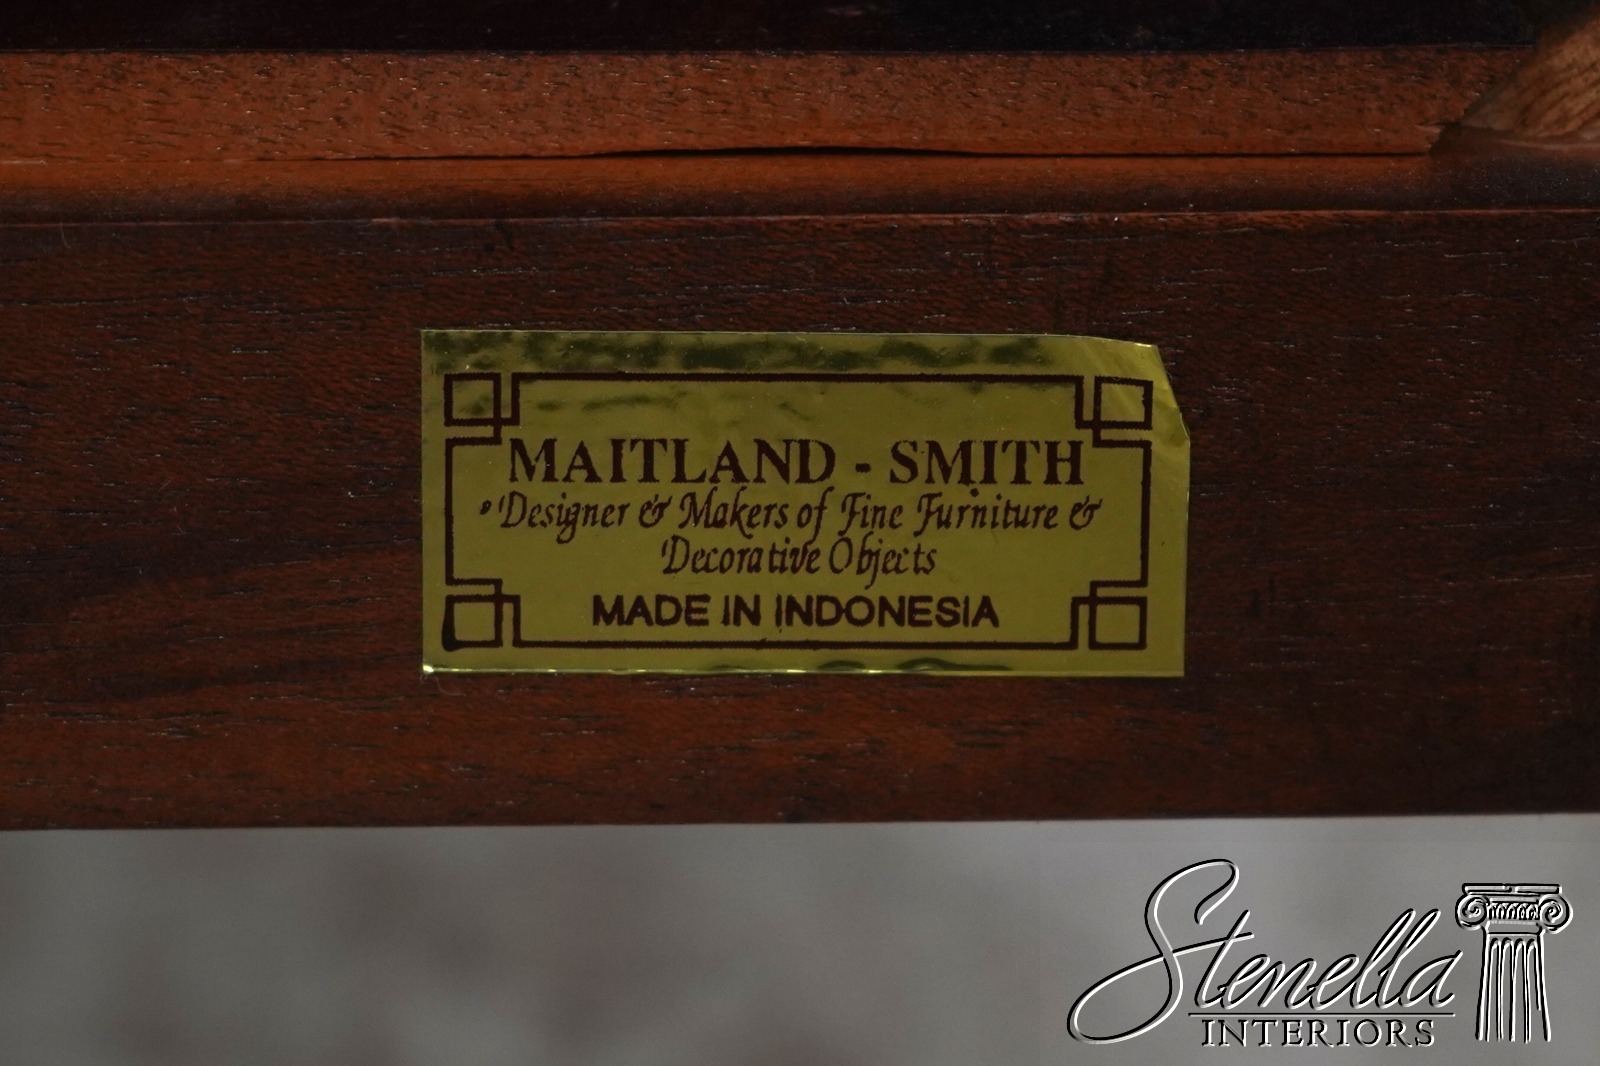 MAITLAND - SMITH
Designer & Makers of Fine Furniture &
Decorative Objects
MADE IN INDONESIA
Stenella
INTERIORS